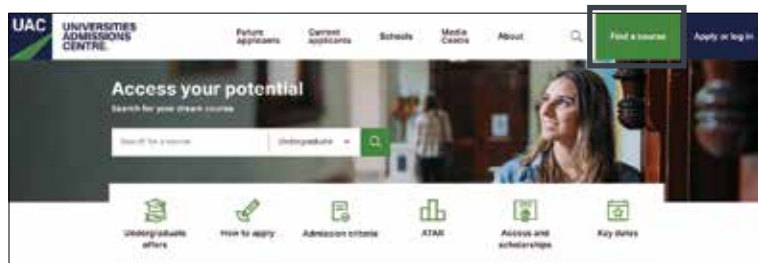 UAC
UNIVERSITIES
ADMISSIONS
CENTRE.
Future
applicants
Current
applicants
Schools
Media
Centre
About
Find a course
Apply or log in
Access your potential
Search for your dream course
Search for a course
Undergraduate
Undergraduate
offers
How to apply
Admission criteria
ATAR
Access and
scholarships
Key dates